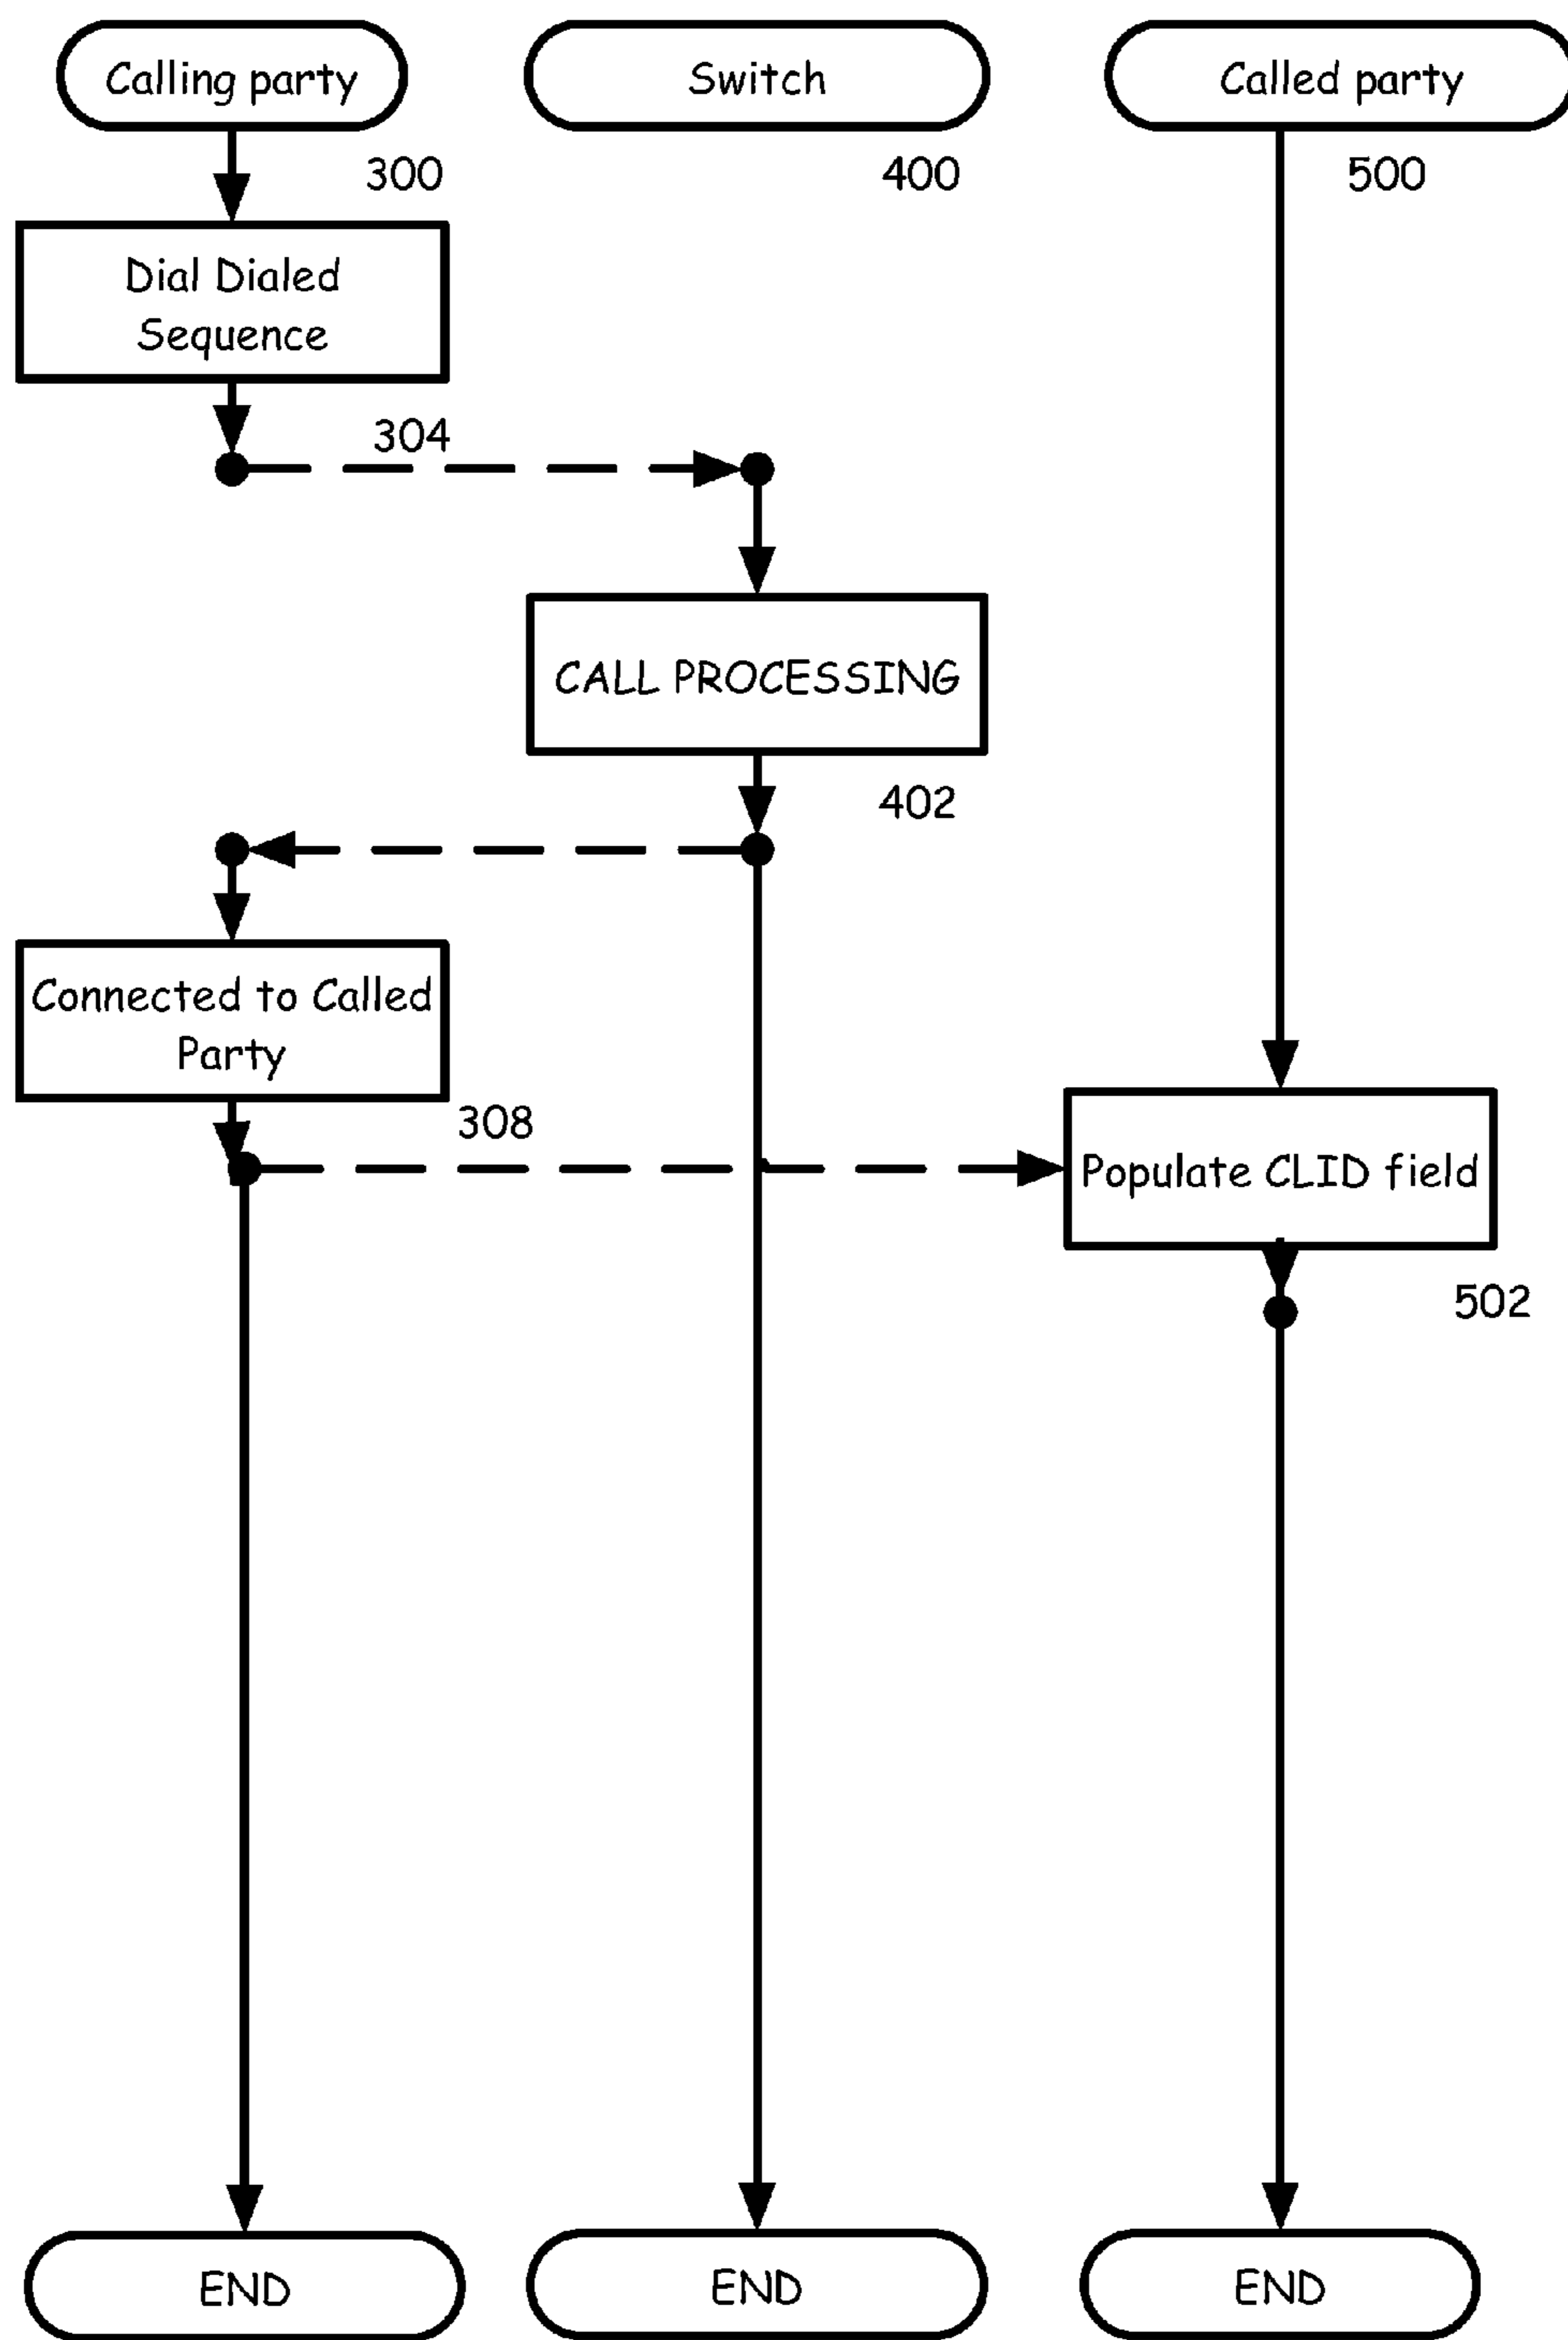 Calling party
Switch
Called party
300
400
500
Dial Dialed
Sequence
304
CALL PROCESSING
402
Connected to Called
Party
308
Populate CLID field
502
END
END
END